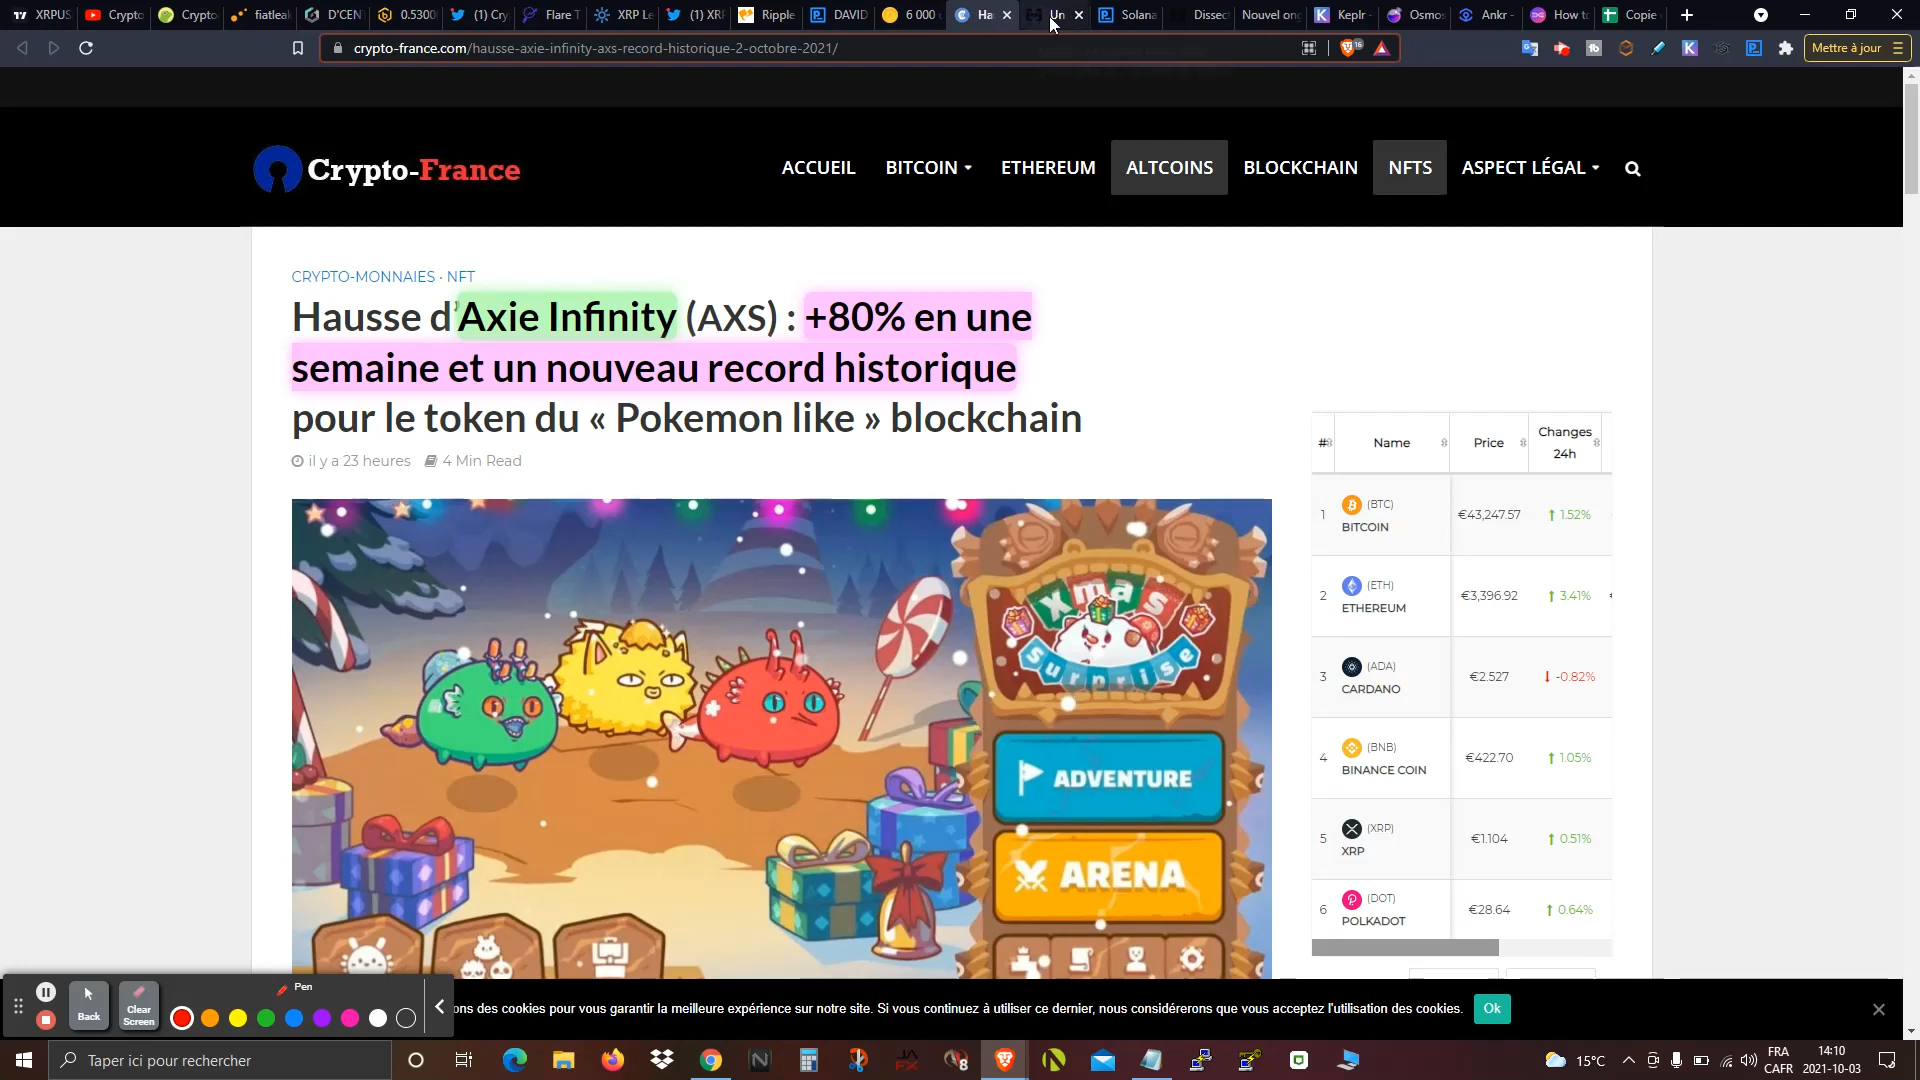 XRPUS
Crypto
Crypto
fiatleak
D'CEN
0.5300
(1) Cry
Flare T
XRP Le
(1) XRP
Ripple
DAVID
6 000
Ha
Un
Solana
Dissect
Nouvel ong
Keplr -
Osmos
Ankr -
How to
Copie
crypto-france.com/hausse-axie-infinity-axs-record-historique-2-octobre-2021/
16
Mettre à jour
Crypto-France
ACCUEIL
BITCOIN
ETHEREUM
ALTCOINS
BLOCKCHAIN
NFTS
ASPECT LÉGAL
CRYPTO-MONNAIES · NFT
Hausse d'Axie Infinity (AXS) : +80% en une
semaine et un nouveau record historique
pour le token du « Pokemon like » blockchain
il y a 23 heures 4 Min Read
# Name Price Changes 24h
1 (BTC) BITCOIN €43,247.57 1.52%
2 (ETH) ETHEREUM €3,396.92 3.41%
3 (ADA) CARDANO €2.527 -0.82%
4 (BNB) BINANCE COIN €422.70 1.05%
5 (XRP) XRP €1.104 0.51%
6 (DOT) POLKADOT €28.64 0.64%
xmas
Surprise
ADVENTURE
ARENA
Pen
Back
Clear
Screen
ons des cookies pour vous garantir la meilleure expérience sur notre site. Si vous continuez à utiliser ce dernier, nous considérerons que vous acceptez l'utilisation des cookies.
Ok
Taper ici pour rechercher
15°C
FRA
CAFR
14:10
2021-10-03